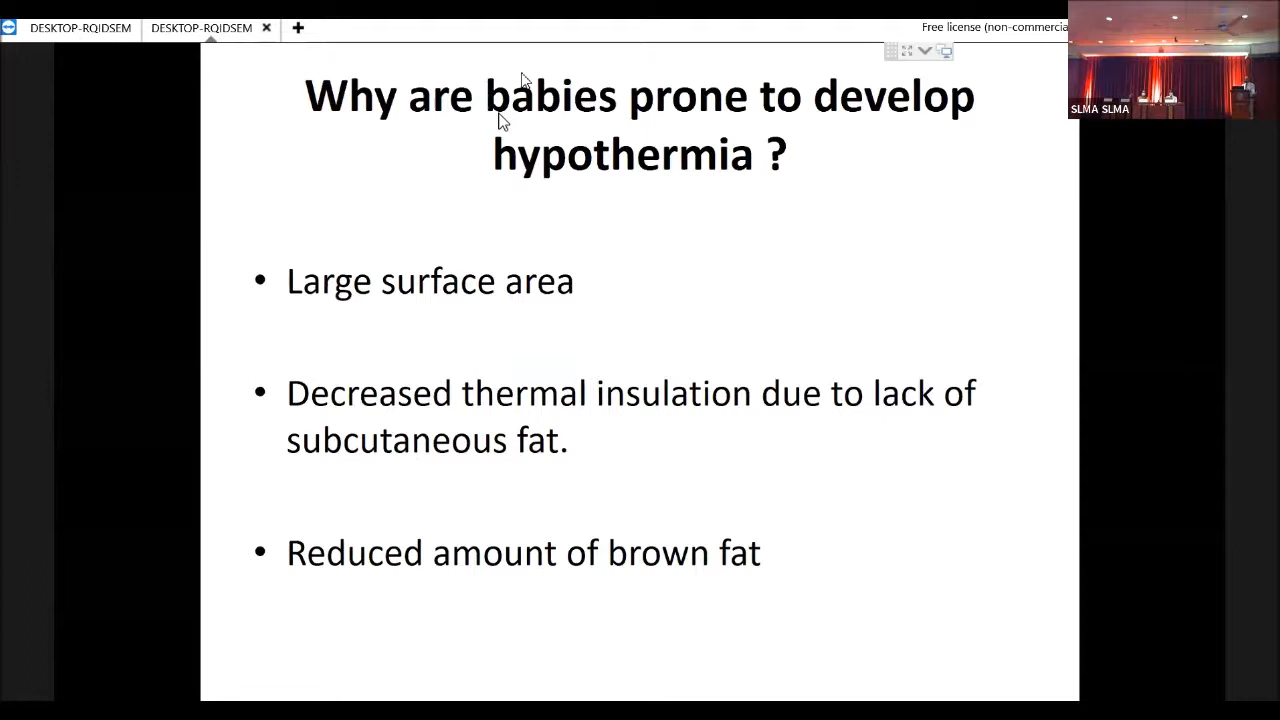 DESKTOP-RQIDSEM
DESKTOP-RQIDSEM
Free license (non-commercia
SLMA SLMA
Why are babies prone to develop
hypothermia ?
• Large surface area
• Decreased thermal insulation due to lack of
subcutaneous fat.
• Reduced amount of brown fat